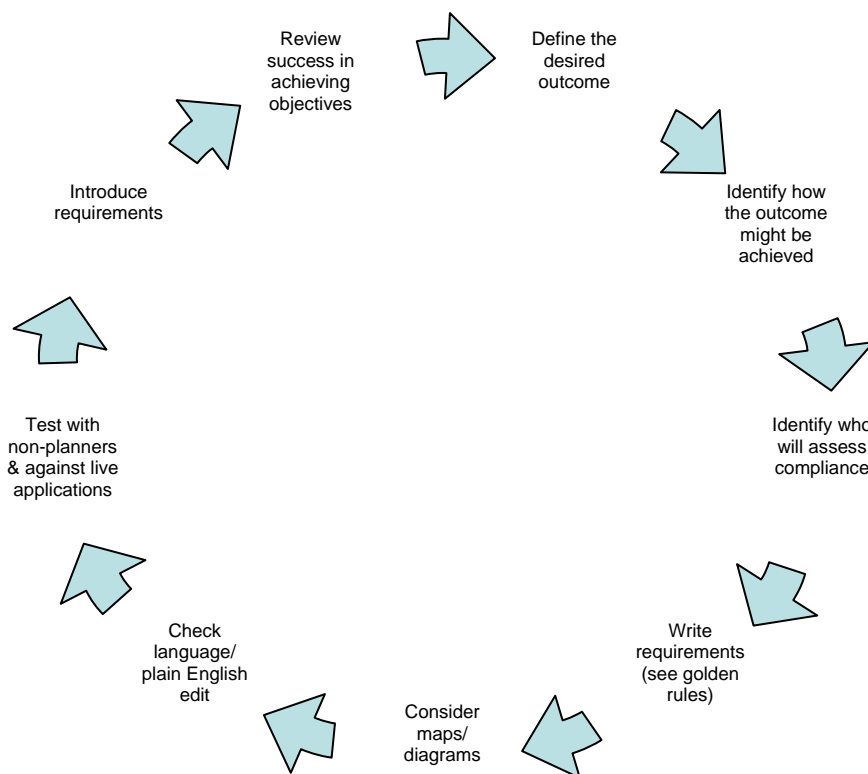 Review
success in
achieving
objectives
Define the
desired
outcome
Identify how
the outcome
might be
achieved
Identify who
will assess
compliance
Write
requirements
(see golden
rules)
Consider
maps/
diagrams
Check
language/
plain English
edit
Test with
non-planners
& against live
applications
Introduce
requirements